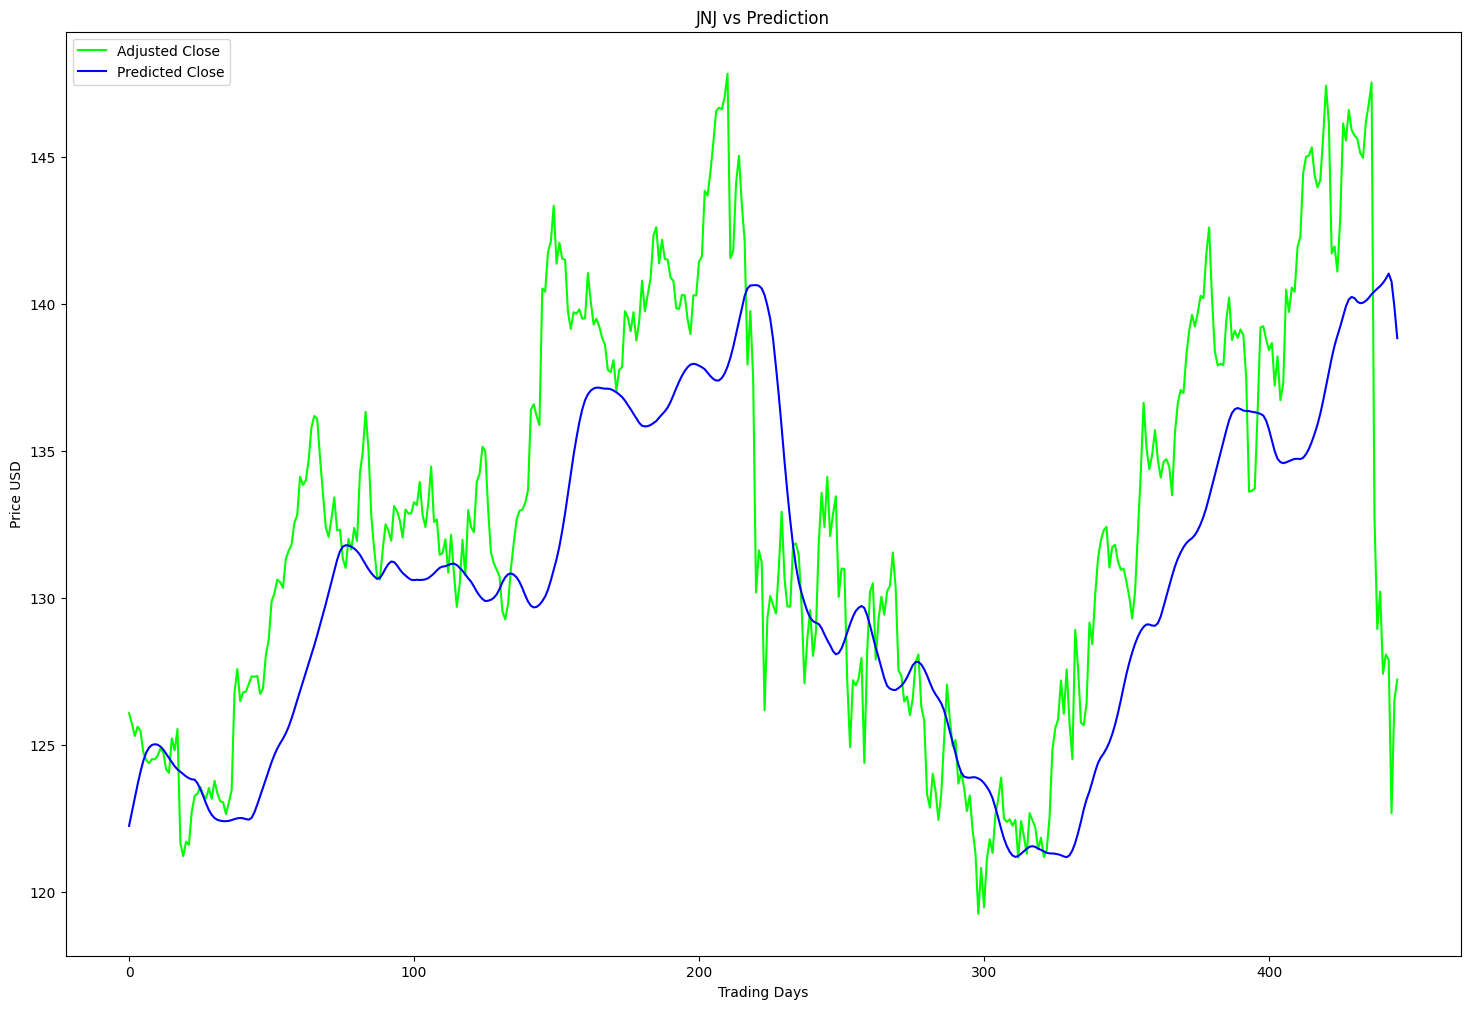 JNJ vs Prediction
Adjusted Close
Predicted Close
145
140
135
130
125
120
Price USD
0 100 200 300 400
Trading Days